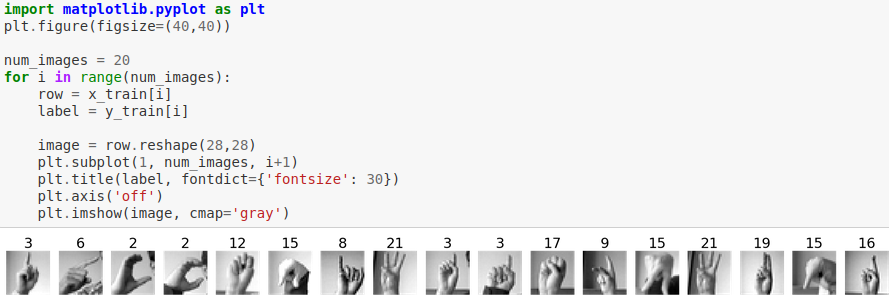 import matplotlib.pyplot as plt
plt.figure(figsize=(40,40))
num_images = 20
for i in range(num_images):
    row = x_train[i]
    label = y_train[i]
    image = row.reshape(28,28)
    plt.subplot(1, num_images, i+1)
    plt.title(label, fontdict={'fontsize': 30})
    plt.axis('off')
    plt.imshow(image, cmap='gray')
3 6 2 2 12 15 8 21 3 3 17 9 15 21 19 15 16